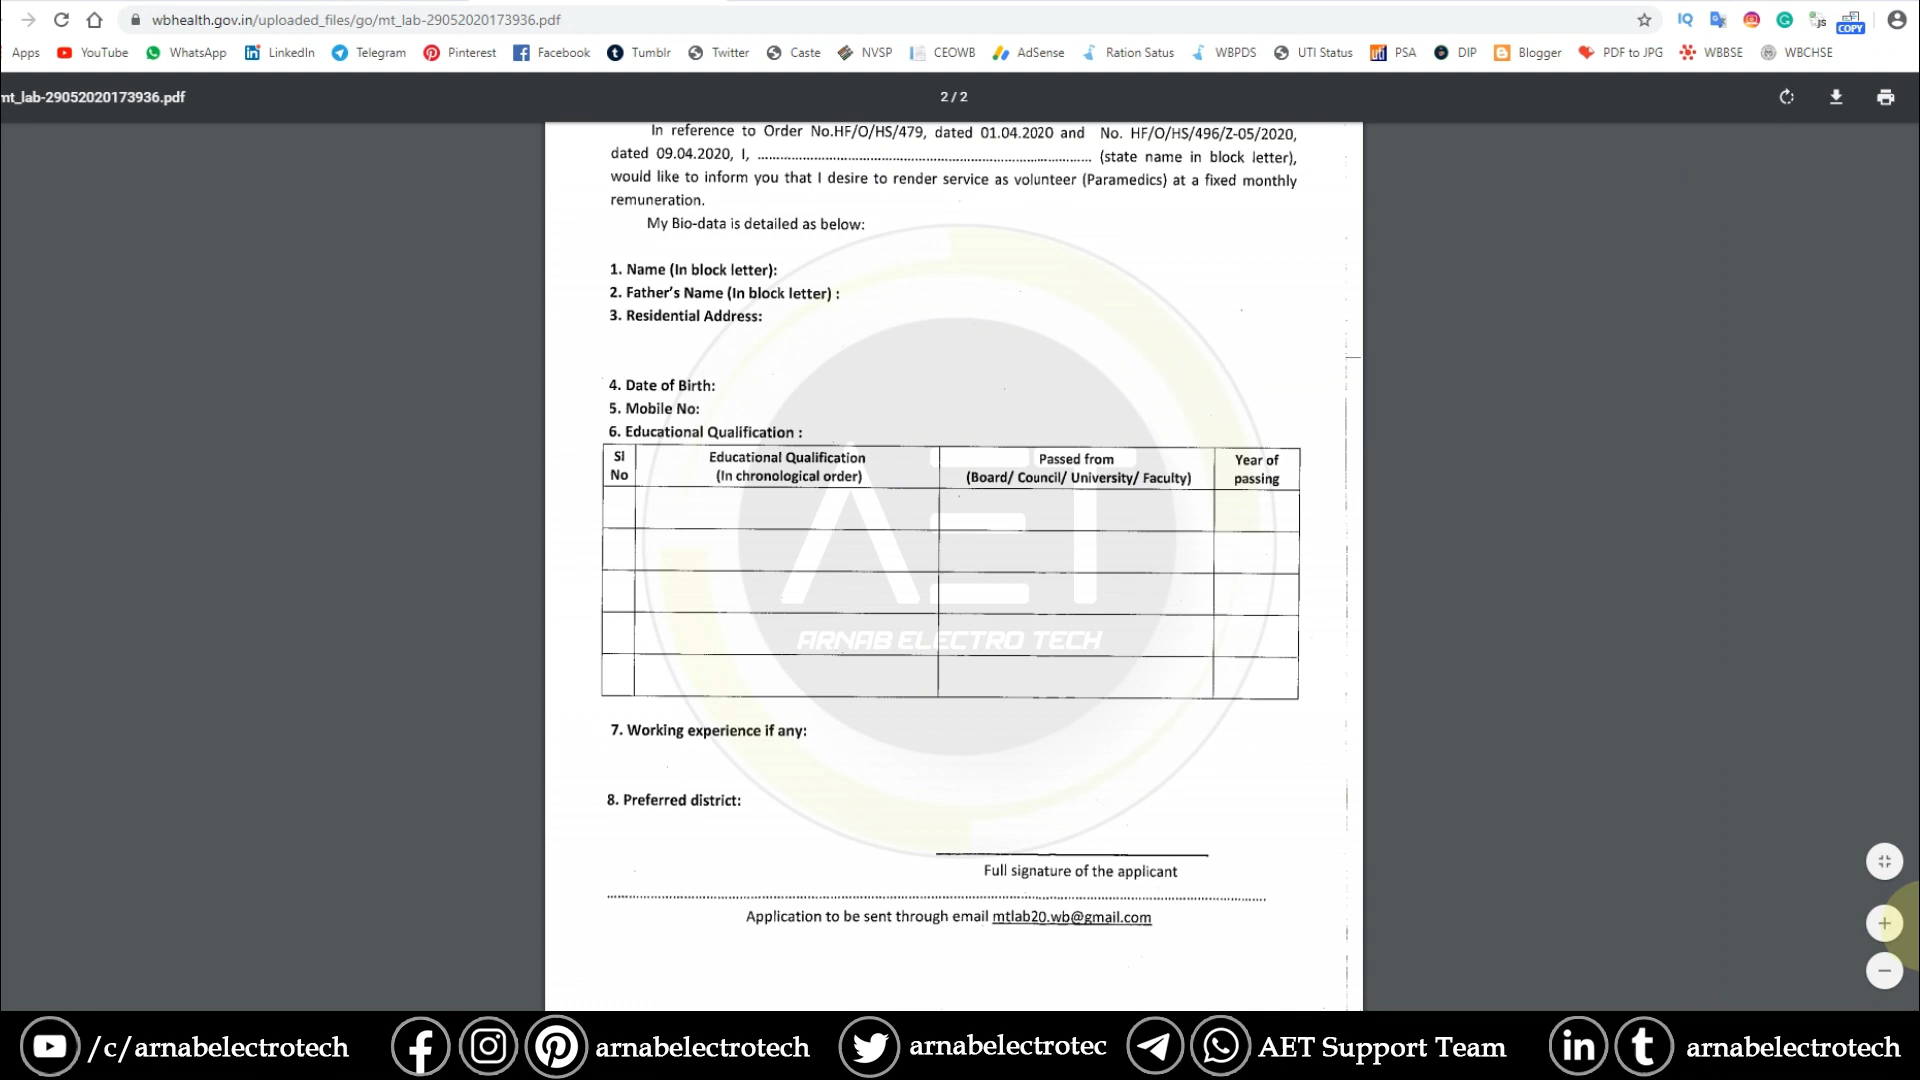 wbhealth.gov.in/uploaded_files/go/mt_lab-29052020173936.pdf
IQ
js
COPY
Apps YouTube WhatsApp LinkedIn Telegram Pinterest Facebook Tumblr Twitter Caste NVSP CEOWB AdSense Ration Satus WBPDS UTI Status PSA DIP Blogger PDF to JPG WBBSE WBCHSE
mt_lab-29052020173936.pdf 2 / 2
In reference to Order No.HF/O/HS/479, dated 01.04.2020 and No. HF/O/HS/496/Z-05/2020,
dated 09.04.2020, I, ........................................................................................ (state name in block letter),
would like to inform you that I desire to render service as volunteer (Paramedics) at a fixed monthly
remuneration.
My Bio-data is detailed as below:
1. Name (In block letter):
2. Father's Name (In block letter) :
3. Residential Address:
4. Date of Birth:
5. Mobile No:
6. Educational Qualification :
Sl Educational Qualification Passed from Year of
No (In chronological order) (Board/ Council/ University/ Faculty) passing
AET
ARNAB ELECTRO TECH
7. Working experience if any:
8. Preferred district:
Full signature of the applicant
Application to be sent through email mtlab20.wb@gmail.com
/c/arnabelectrotech arnabelectrotech arnabelectrotec AET Support Team arnabelectrotech